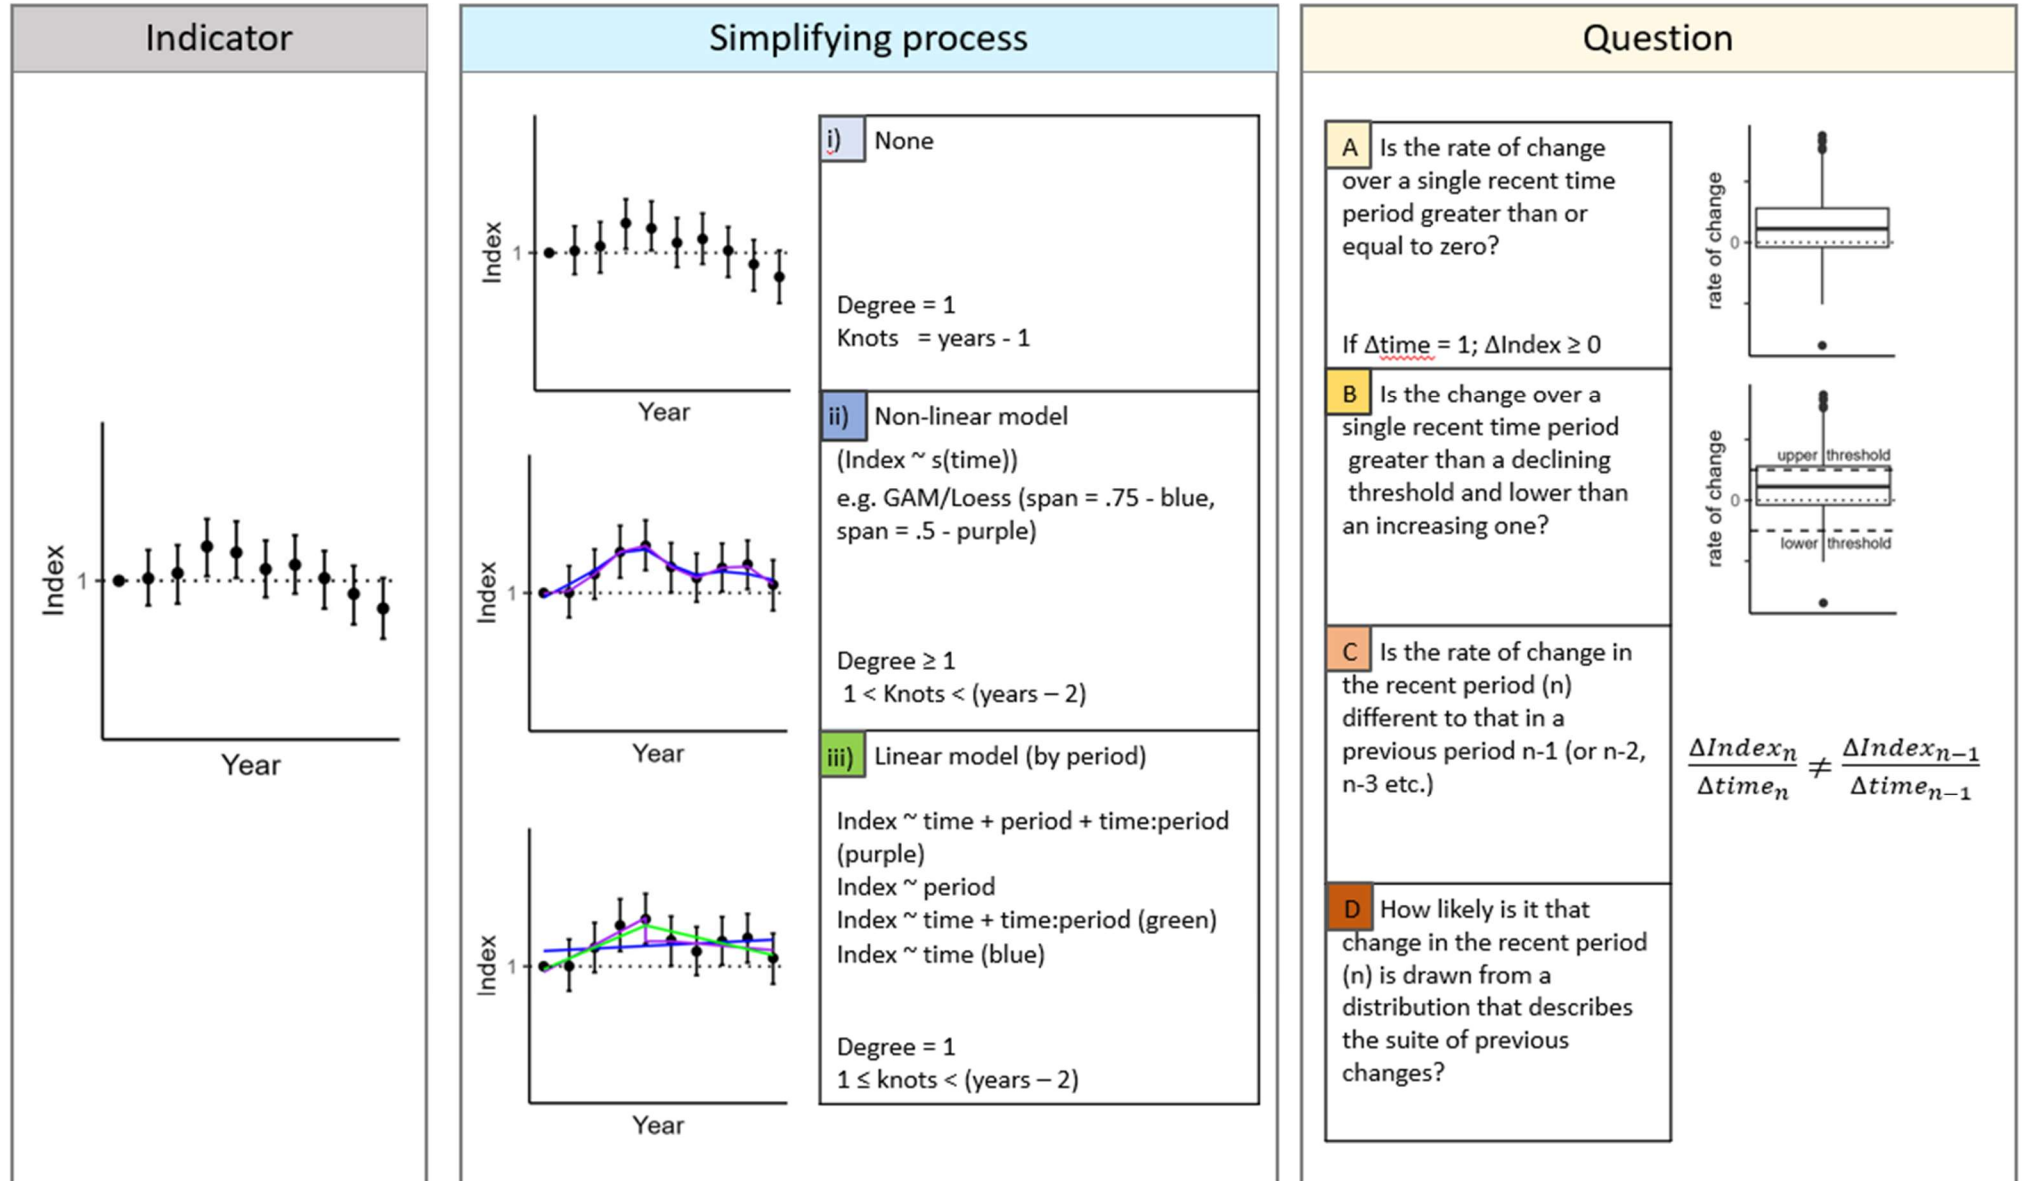 Indicator
Index
1
Year
Simplifying process
Index
1
Year
i) None
Degree = 1
Knots = years - 1
Index
1
Year
ii) Non-linear model
(Index ~ s(time))
e.g. GAM/Loess (span = .75 - blue,
span = .5 - purple)
Degree ≥ 1
1 < Knots < (years – 2)
Index
1
Year
iii) Linear model (by period)
Index ~ time + period + time:period
(purple)
Index ~ period
Index ~ time + time:period (green)
Index ~ time (blue)
Degree = 1
1 ≤ knots < (years – 2)
Question
A Is the rate of change
over a single recent time
period greater than or
equal to zero?
If Δtime = 1; ΔIndex ≥ 0
rate of change
0
B Is the change over a
single recent time period
greater than a declining
threshold and lower than
an increasing one?
rate of change
upper threshold
0
lower threshold
C Is the rate of change in
the recent period (n)
different to that in a
previous period n-1 (or n-2,
n-3 etc.)
ΔIndexₙ / Δtimeₙ ≠ ΔIndexₙ₋₁ / Δtimeₙ₋₁
D How likely is it that
change in the recent period
(n) is drawn from a
distribution that describes
the suite of previous
changes?